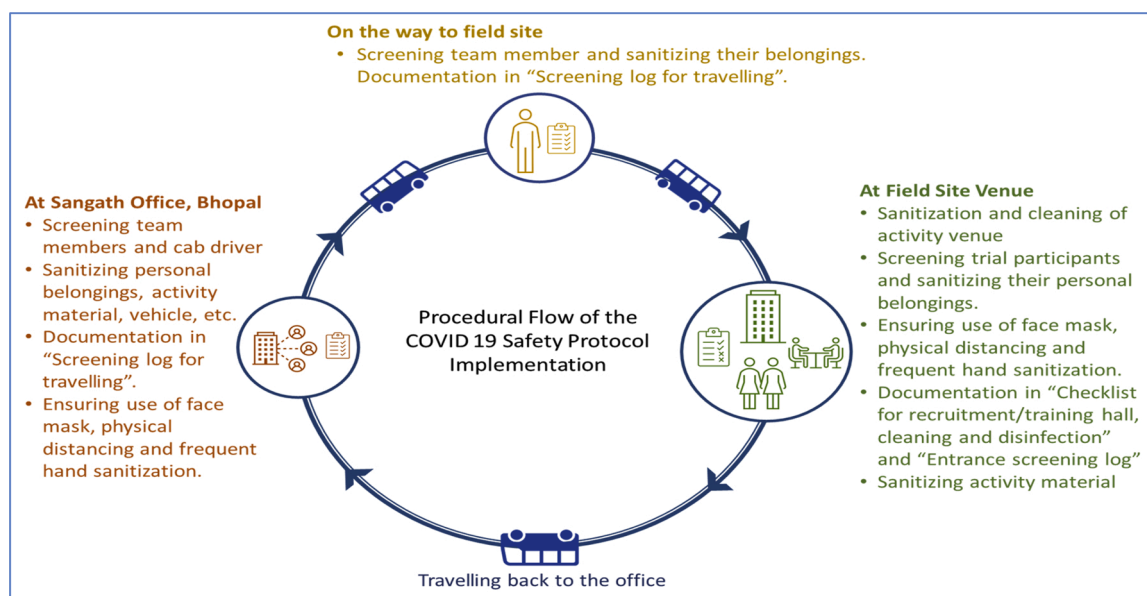 On the way to field site
• Screening team member and sanitizing their belongings.
Documentation in “Screening log for travelling”.
At Sangath Office, Bhopal
• Screening team
members and cab driver
• Sanitizing personal
belongings, activity
material, vehicle, etc.
• Documentation in
“Screening log for
travelling”.
• Ensuring use of face
mask, physical
distancing and frequent
hand sanitization.
Procedural Flow of the
COVID 19 Safety Protocol
Implementation
At Field Site Venue
• Sanitization and cleaning of
activity venue
• Screening trial participants
and sanitizing their personal
belongings.
• Ensuring use of face mask,
physical distancing and
frequent hand sanitization.
• Documentation in “Checklist
for recruitment/training hall,
cleaning and disinfection”
and “Entrance screening log”
• Sanitizing activity material
Travelling back to the office